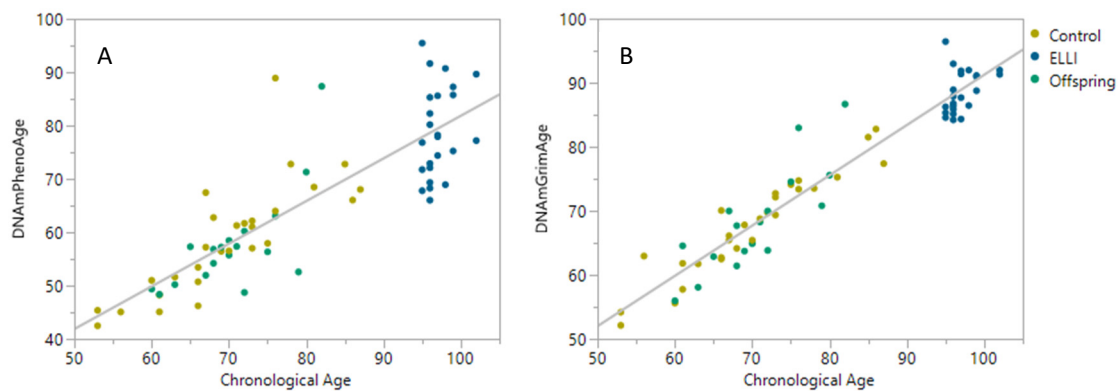 A
DNAmPhenoAge
100
90
80
70
60
50
40
50 60 70 80 90 100
Chronological Age
B
DNAmGrimAge
100
90
80
70
60
50
50 60 70 80 90 100
Chronological Age
Control
ELLI
Offspring